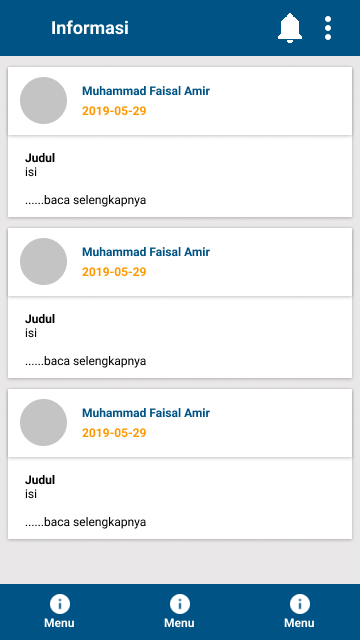 Informasi
Muhammad Faisal Amir
2019-05-29
Judul
isi
......baca selengkapnya
Muhammad Faisal Amir
2019-05-29
Judul
isi
......baca selengkapnya
Muhammad Faisal Amir
2019-05-29
Judul
isi
......baca selengkapnya
Menu Menu Menu